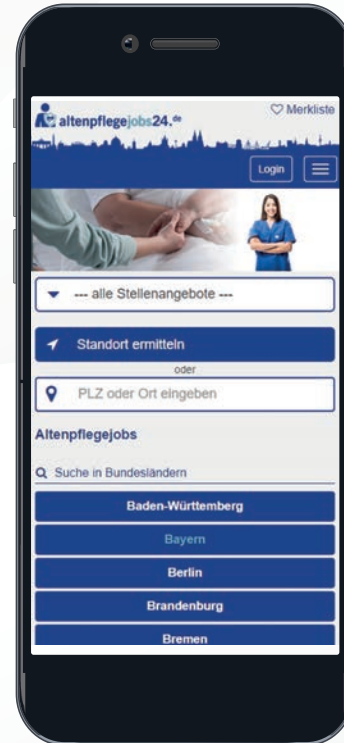 altenpflegejobs24.de
♡ Merkliste
Login
--- alle Stellenangebote ---
Standort ermitteln
oder
PLZ oder Ort eingeben
Altenpflegejobs
Suche in Bundesländern
Baden-Württemberg
Bayern
Berlin
Brandenburg
Bremen